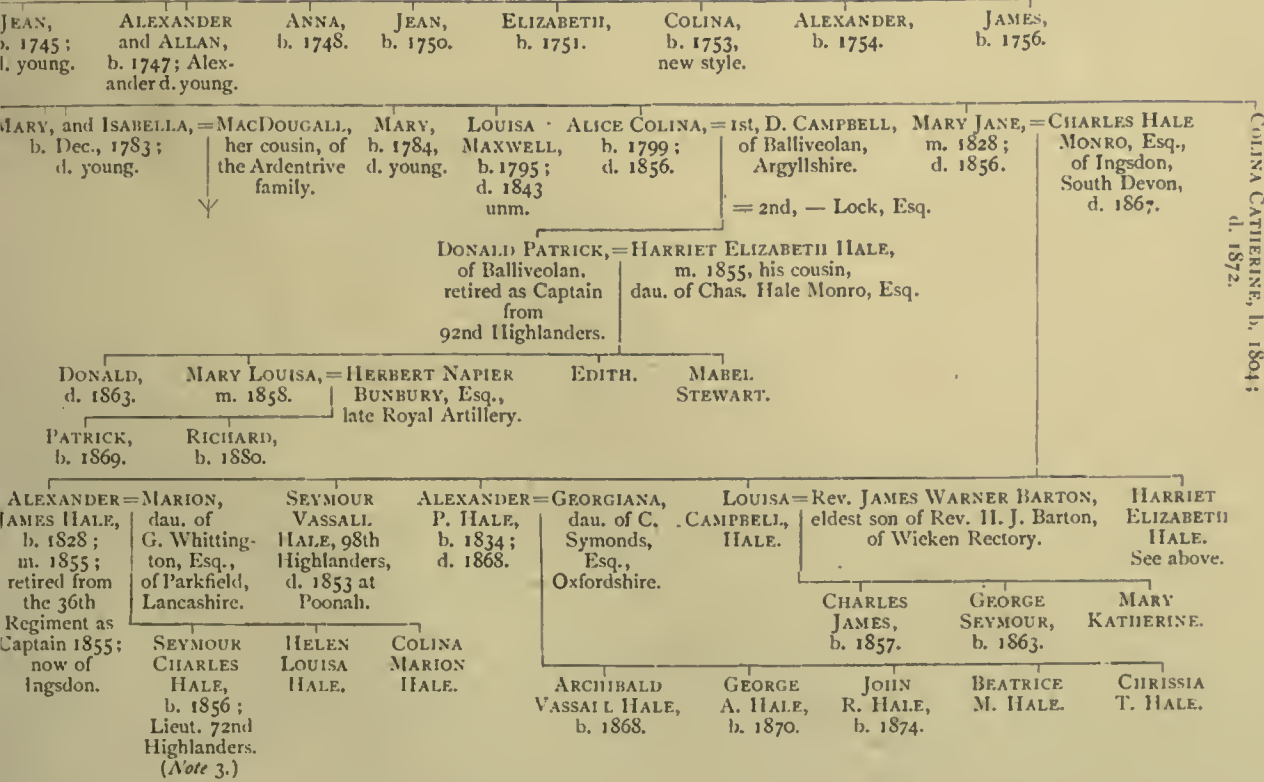 JEAN,
b. 1745;
d. young.
ALEXANDER
and ALLAN,
b. 1747; Alex-
ander d. young.
ANNA,
b. 1748.
JEAN,
b. 1750.
ELIZABETH,
b. 1751.
COLINA,
b. 1753,
new style.
ALEXANDER,
b. 1754.
JAMES,
b. 1756.
MARY, and ISABELLA, =
b. Dec., 1783;
d. young.
MACDOUGALL,
her cousin, of
the Ardentrive
family.
MARY,
b. 1784,
d. young.
LOUISA
MAXWELL,
b. 1795;
d. 1843
unm.
ALICE COLINA, =
b. 1799;
d. 1856.
1st, D. CAMPBELL,
of Balliveolan,
Argyllshire.
= 2nd, — Lock, Esq.
MARY JANE, =
m. 1828;
d. 1856.
CHARLES HALE
MONRO, Esq.,
of Ingsdon,
South Devon,
d. 1867.
COLINA CATHERINE, b. 1804;
d. 1872.
DONALD PATRICK, =
of Balliveolan,
retired as Captain
from
92nd Highlanders.
HARRIET ELIZABETH HALE,
m. 1855, his cousin,
dau. of Chas. Hale Monro, Esq.
DONALD,
d. 1863.
MARY LOUISA, =
m. 1858.
HERBERT NAPIER
BUNBURY, Esq.,
late Royal Artillery.
EDITH.
MABEL
STEWART.
PATRICK,
b. 1869.
RICHARD,
b. 1880.
ALEXANDER =
JAMES HALE,
b. 1828;
m. 1855;
retired from
the 36th
Regiment as
Captain 1855;
now of
Ingsdon.
MARION,
dau. of
G. Whitting-
ton, Esq.,
of Parkfield,
Lancashire.
SEYMOUR
VASSALL
HALE, 98th
Highlanders,
d. 1853 at
Poonah.
ALEXANDER =
P. HALE,
b. 1834;
d. 1868.
GEORGIANA,
dau. of C.
Symonds,
Esq.,
Oxfordshire.
LOUISA =
CAMPBELL,
HALE.
Rev. JAMES WARNER BARTON,
eldest son of Rev. H. J. Barton,
of Wicken Rectory.
HARRIET
ELIZABETH
HALE.
See above.
CHARLES
JAMES,
b. 1857.
GEORGE
SEYMOUR,
b. 1863.
MARY
KATHERINE.
SEYMOUR
CHARLES
HALE,
b. 1856;
Lieut. 72nd
Highlanders.
(Note 3.)
HELEN
LOUISA
HALE.
COLINA
MARION
HALE.
ARCHIBALD
VASSALL HALE,
b. 1868.
GEORGE
A. HALE,
b. 1870.
JOHN
R. HALE,
b. 1874.
BEATRICE
M. HALE.
CHRISSIA
T. HALE.